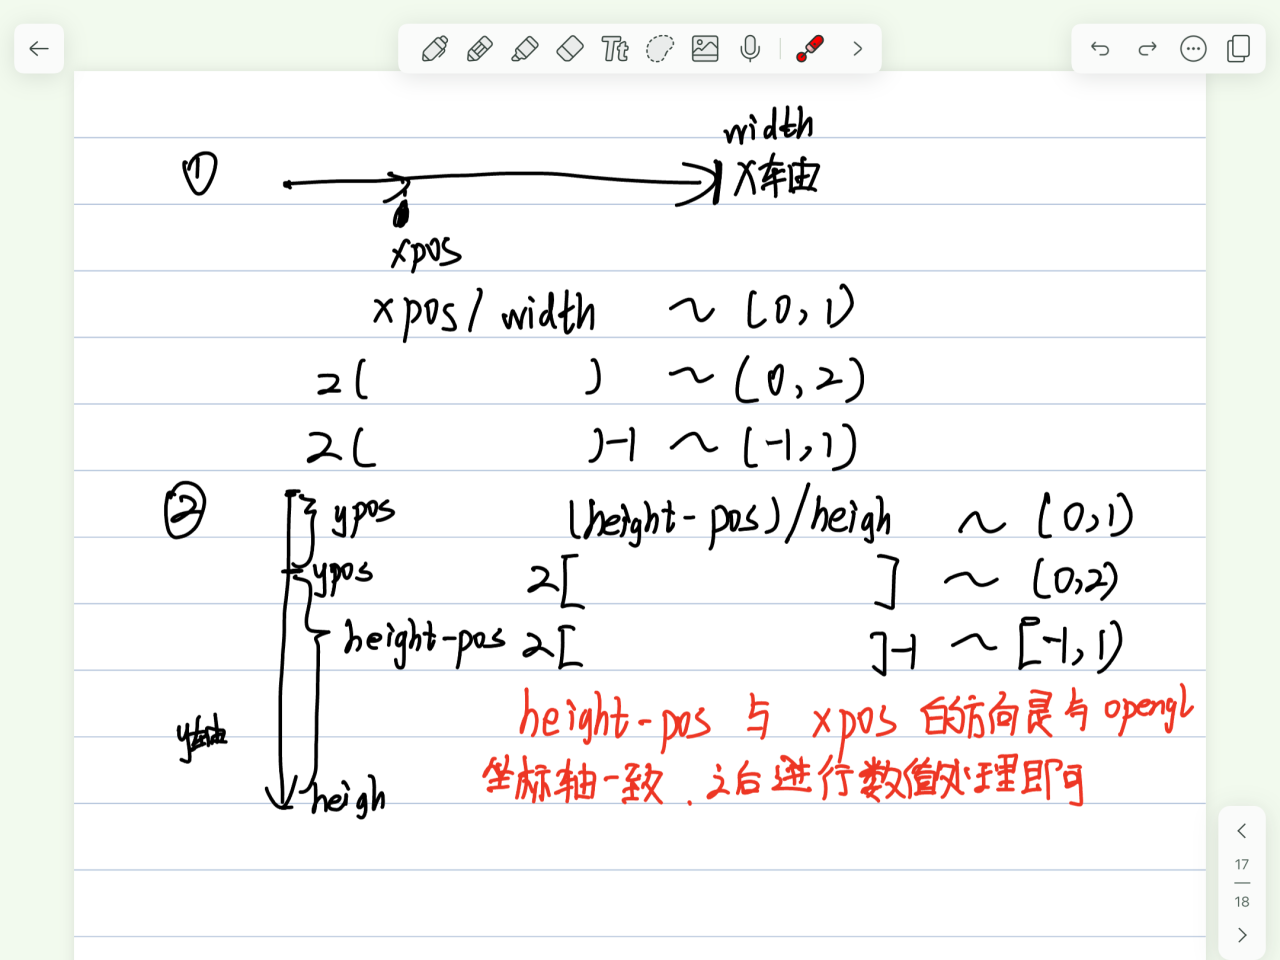 Tt
width
① X轴
xpos
xpos/width ~ (0,1)
2( ) ~ (0,2)
2( )-1 ~ (-1,1)
② ypos (height-pos)/heigh ~ (0,1)
ypos 2[ ] ~ (0,2)
height-pos 2[ ]-1 ~ [-1,1)
height-pos 与 xpos 的方向是与 opengl
y轴
坐标轴一致.之后进行数值处理即可
heigh
17
18